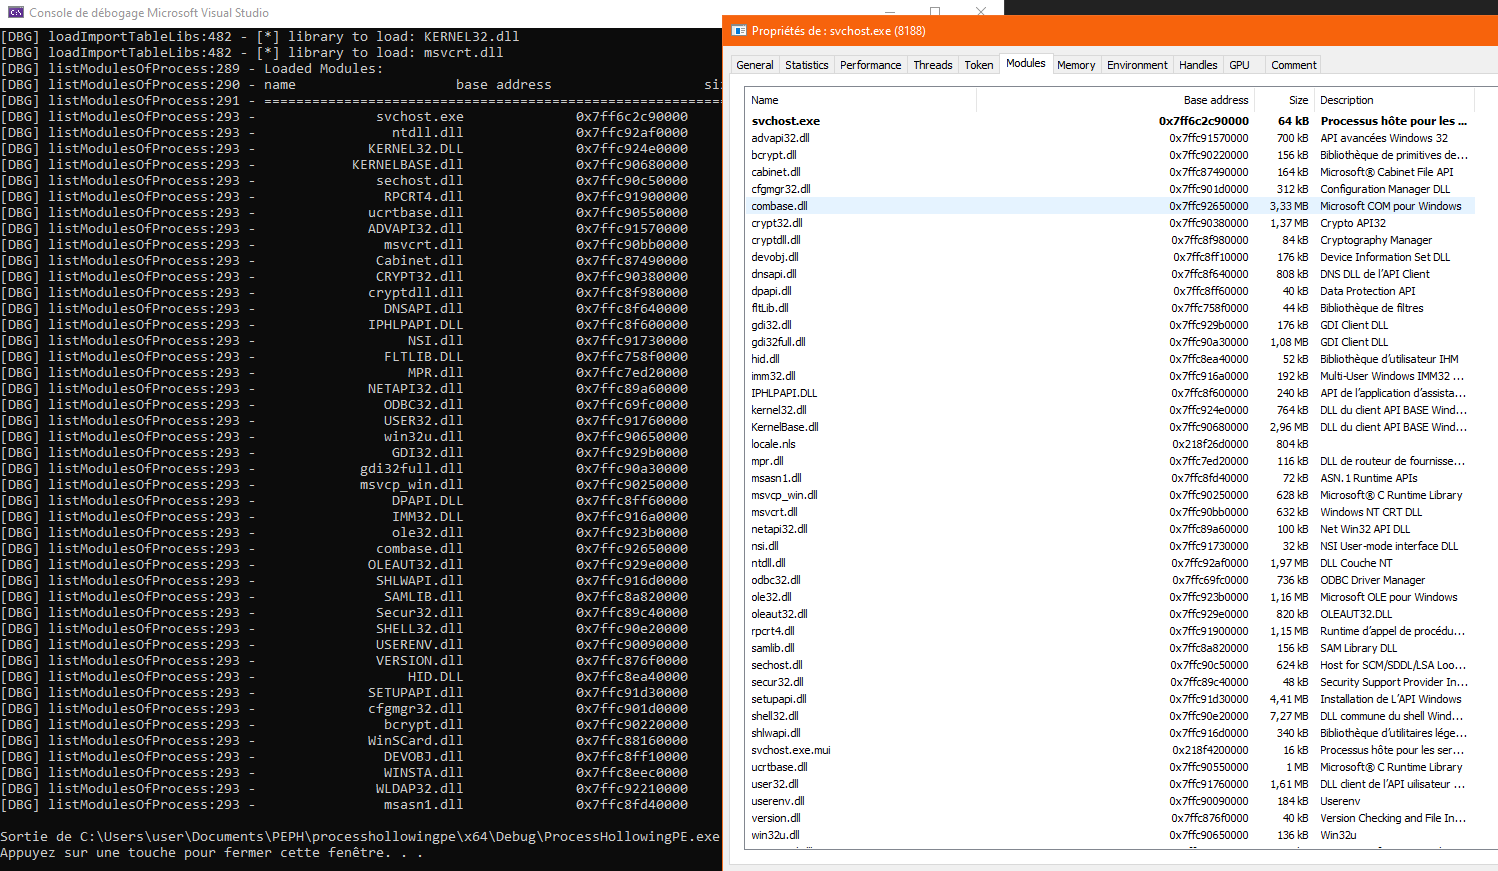 Console de débogage Microsoft Visual Studio
[DBG] loadImportTableLibs:482 - [*] library to load: KERNEL32.dll
[DBG] loadImportTableLibs:482 - [*] library to load: msvcrt.dll
[DBG] listModulesOfProcess:289 - Loaded Modules:
[DBG] listModulesOfProcess:290 - name base address si
[DBG] listModulesOfProcess:291 - ==========================================================
[DBG] listModulesOfProcess:293 - svchost.exe 0x7ff6c2c90000
[DBG] listModulesOfProcess:293 - ntdll.dll 0x7ffc92af0000
[DBG] listModulesOfProcess:293 - KERNEL32.DLL 0x7ffc924e0000
[DBG] listModulesOfProcess:293 - KERNELBASE.dll 0x7ffc90680000
[DBG] listModulesOfProcess:293 - sechost.dll 0x7ffc90c50000
[DBG] listModulesOfProcess:293 - RPCRT4.dll 0x7ffc91900000
[DBG] listModulesOfProcess:293 - ucrtbase.dll 0x7ffc90550000
[DBG] listModulesOfProcess:293 - ADVAPI32.dll 0x7ffc91570000
[DBG] listModulesOfProcess:293 - msvcrt.dll 0x7ffc90bb0000
[DBG] listModulesOfProcess:293 - Cabinet.dll 0x7ffc87490000
[DBG] listModulesOfProcess:293 - CRYPT32.dll 0x7ffc90380000
[DBG] listModulesOfProcess:293 - cryptdll.dll 0x7ffc8f980000
[DBG] listModulesOfProcess:293 - DNSAPI.dll 0x7ffc8f640000
[DBG] listModulesOfProcess:293 - IPHLPAPI.DLL 0x7ffc8f600000
[DBG] listModulesOfProcess:293 - NSI.dll 0x7ffc91730000
[DBG] listModulesOfProcess:293 - FLTLIB.DLL 0x7ffc758f0000
[DBG] listModulesOfProcess:293 - MPR.dll 0x7ffc7ed20000
[DBG] listModulesOfProcess:293 - NETAPI32.dll 0x7ffc89a60000
[DBG] listModulesOfProcess:293 - ODBC32.dll 0x7ffc69fc0000
[DBG] listModulesOfProcess:293 - USER32.dll 0x7ffc91760000
[DBG] listModulesOfProcess:293 - win32u.dll 0x7ffc90650000
[DBG] listModulesOfProcess:293 - GDI32.dll 0x7ffc929b0000
[DBG] listModulesOfProcess:293 - gdi32full.dll 0x7ffc90a30000
[DBG] listModulesOfProcess:293 - msvcp_win.dll 0x7ffc90250000
[DBG] listModulesOfProcess:293 - DPAPI.DLL 0x7ffc8ff60000
[DBG] listModulesOfProcess:293 - IMM32.DLL 0x7ffc916a0000
[DBG] listModulesOfProcess:293 - ole32.dll 0x7ffc923b0000
[DBG] listModulesOfProcess:293 - combase.dll 0x7ffc92650000
[DBG] listModulesOfProcess:293 - OLEAUT32.dll 0x7ffc929e0000
[DBG] listModulesOfProcess:293 - SHLWAPI.dll 0x7ffc916d0000
[DBG] listModulesOfProcess:293 - SAMLIB.dll 0x7ffc8a820000
[DBG] listModulesOfProcess:293 - Secur32.dll 0x7ffc89c40000
[DBG] listModulesOfProcess:293 - SHELL32.dll 0x7ffc90e20000
[DBG] listModulesOfProcess:293 - USERENV.dll 0x7ffc90090000
[DBG] listModulesOfProcess:293 - VERSION.dll 0x7ffc876f0000
[DBG] listModulesOfProcess:293 - HID.DLL 0x7ffc8ea40000
[DBG] listModulesOfProcess:293 - SETUPAPI.dll 0x7ffc91d30000
[DBG] listModulesOfProcess:293 - cfgmgr32.dll 0x7ffc901d0000
[DBG] listModulesOfProcess:293 - bcrypt.dll 0x7ffc90220000
[DBG] listModulesOfProcess:293 - WinSCard.dll 0x7ffc88160000
[DBG] listModulesOfProcess:293 - DEVOBJ.dll 0x7ffc8ff10000
[DBG] listModulesOfProcess:293 - WINSTA.dll 0x7ffc8eec0000
[DBG] listModulesOfProcess:293 - WLDAP32.dll 0x7ffc92210000
[DBG] listModulesOfProcess:293 - msasn1.dll 0x7ffc8fd40000
Sortie de C:\Users\user\Documents\PEPH\processhollowingpe\x64\Debug\ProcessHollowingPE.exe
Appuyez sur une touche pour fermer cette fenêtre. . .
Propriétés de : svchost.exe (8188)
General Statistics Performance Threads Token Modules Memory Environment Handles GPU Comment
Name Base address Size Description
svchost.exe 0x7ff6c2c90000 64 kB Processus hôte pour les ...
advapi32.dll 0x7ffc91570000 700 kB API avancées Windows 32
bcrypt.dll 0x7ffc90220000 156 kB Bibliothèque de primitives de...
cabinet.dll 0x7ffc87490000 164 kB Microsoft® Cabinet File API
cfgmgr32.dll 0x7ffc901d0000 312 kB Configuration Manager DLL
combase.dll 0x7ffc92650000 3,33 MB Microsoft COM pour Windows
crypt32.dll 0x7ffc90380000 1,37 MB Crypto API32
cryptdll.dll 0x7ffc8f980000 84 kB Cryptography Manager
devobj.dll 0x7ffc8ff10000 176 kB Device Information Set DLL
dnsapi.dll 0x7ffc8f640000 808 kB DNS DLL de l'API Client
dpapi.dll 0x7ffc8ff60000 40 kB Data Protection API
fltLib.dll 0x7ffc758f0000 44 kB Bibliothèque de filtres
gdi32.dll 0x7ffc929b0000 176 kB GDI Client DLL
gdi32full.dll 0x7ffc90a30000 1,08 MB GDI Client DLL
hid.dll 0x7ffc8ea40000 52 kB Bibliothèque d'utilisateur IHM
imm32.dll 0x7ffc916a0000 192 kB Multi-User Windows IMM32 ...
IPHLPAPI.DLL 0x7ffc8f600000 240 kB API de l'application d'assista...
kernel32.dll 0x7ffc924e0000 764 kB DLL du client API BASE Wind...
KernelBase.dll 0x7ffc90680000 2,96 MB DLL du client API BASE Wind...
locale.nls 0x218f26d0000 804 kB
mpr.dll 0x7ffc7ed20000 116 kB DLL de routeur de fournisse...
msasn1.dll 0x7ffc8fd40000 72 kB ASN.1 Runtime APIs
msvcp_win.dll 0x7ffc90250000 628 kB Microsoft® C Runtime Library
msvcrt.dll 0x7ffc90bb0000 632 kB Windows NT CRT DLL
netapi32.dll 0x7ffc89a60000 100 kB Net Win32 API DLL
nsi.dll 0x7ffc91730000 32 kB NSI User-mode interface DLL
ntdll.dll 0x7ffc92af0000 1,97 MB DLL Couche NT
odbc32.dll 0x7ffc69fc0000 736 kB ODBC Driver Manager
ole32.dll 0x7ffc923b0000 1,16 MB Microsoft OLE pour Windows
oleaut32.dll 0x7ffc929e0000 820 kB OLEAUT32.DLL
rpcrt4.dll 0x7ffc91900000 1,15 MB Runtime d'appel de procédu...
samlib.dll 0x7ffc8a820000 156 kB SAM Library DLL
sechost.dll 0x7ffc90c50000 624 kB Host for SCM/SDDL/LSA Loo...
secur32.dll 0x7ffc89c40000 48 kB Security Support Provider In...
setupapi.dll 0x7ffc91d30000 4,41 MB Installation de L'API Windows
shell32.dll 0x7ffc90e20000 7,27 MB DLL commune du shell Wind...
shlwapi.dll 0x7ffc916d0000 340 kB Bibliothèque d'utilitaires lége...
svchost.exe.mui 0x218f4200000 16 kB Processus hôte pour les ser...
ucrtbase.dll 0x7ffc90550000 1 MB Microsoft® C Runtime Library
user32.dll 0x7ffc91760000 1,61 MB DLL client de l'API uilisateur ...
userenv.dll 0x7ffc90090000 184 kB Userenv
version.dll 0x7ffc876f0000 40 kB Version Checking and File In...
win32u.dll 0x7ffc90650000 136 kB Win32u